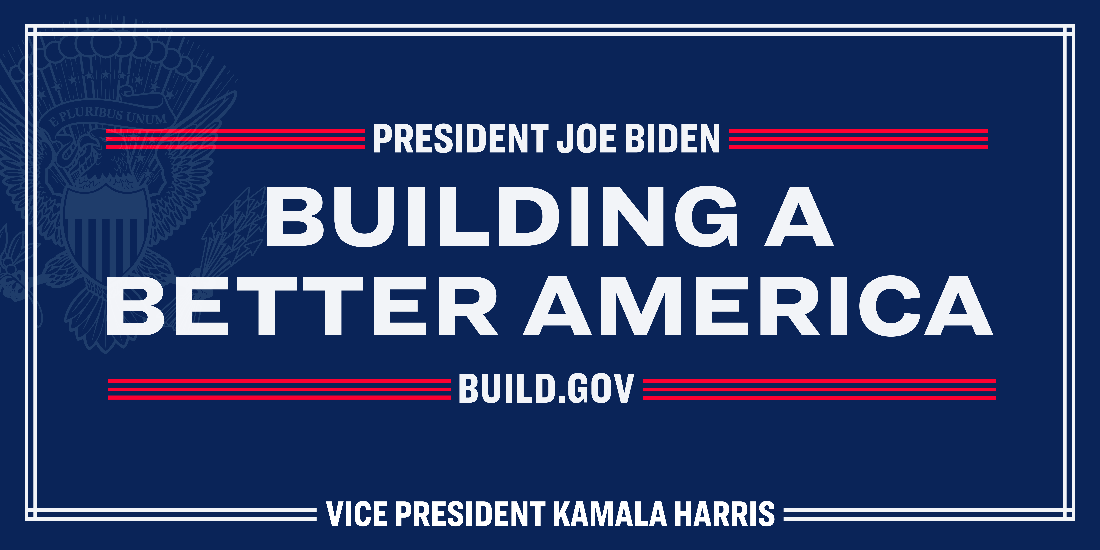 E PLURIBUS UNUM
PRESIDENT JOE BIDEN
BUILDING A
BETTER AMERICA
BUILD.GOV
VICE PRESIDENT KAMALA HARRIS